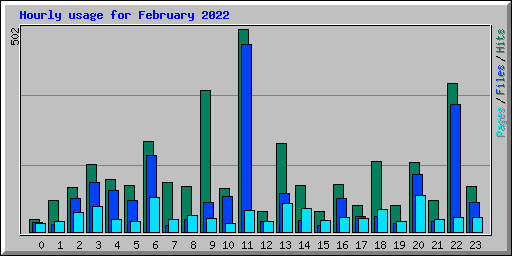 Hourly usage for February 2022
502
Pages / Files / Hits
0 1 2 3 4 5 6 7 8 9 10 11 12 13 14 15 16 17 18 19 20 21 22 23